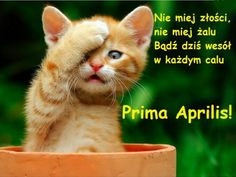 Nie miej złości,
nie miej żalu
Bądź dziś wesół
w każdym calu
Prima Aprilis!